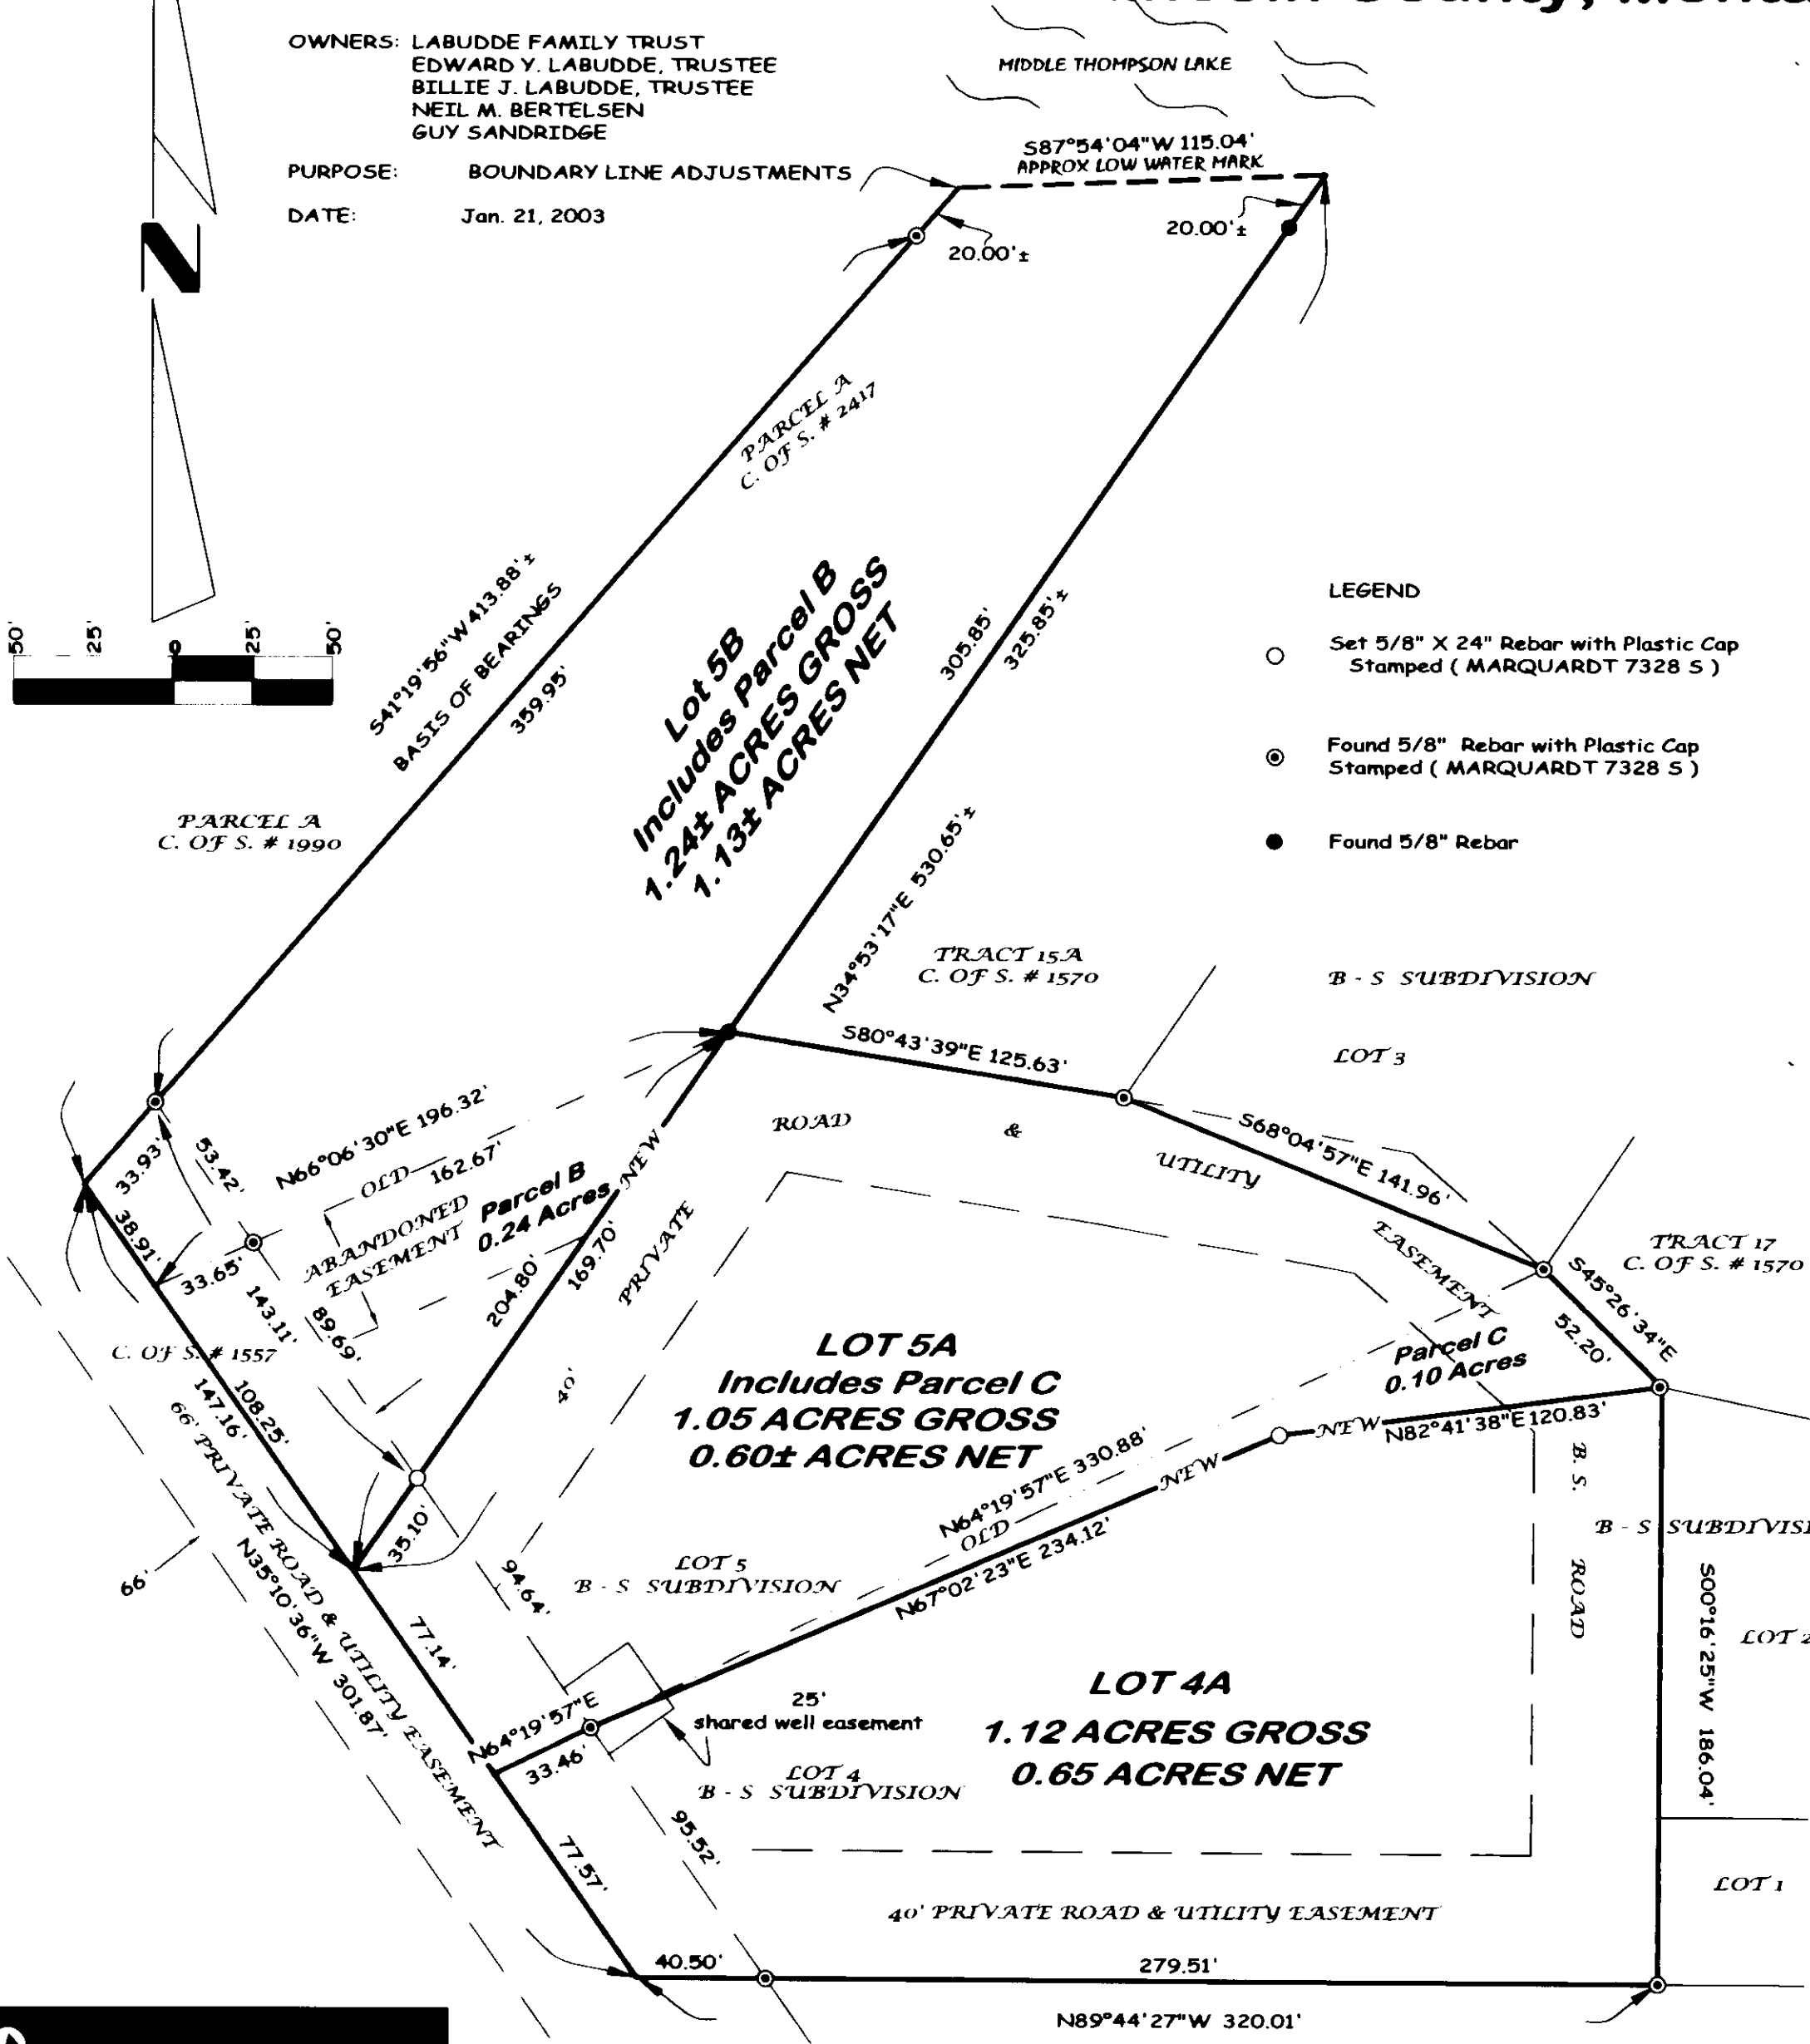 OWNERS: LABUDDE FAMILY TRUST
EDWARD Y. LABUDDE, TRUSTEE
BILLIE J. LABUDDE, TRUSTEE
NEIL M. BERTELSEN
GUY SANDRIDGE
PURPOSE: BOUNDARY LINE ADJUSTMENTS
DATE: Jan. 21, 2003
MIDDLE THOMPSON LAKE
S87°54'04"W 115.04'
APPROX LOW WATER MARK
20.00'±
20.00'±
N
50' 25' 0 25' 50'
PARCEL A
C. OF S. # 2417
S41°19'56"W 413.88'±
BASIS OF BEARINGS
359.95'
Lot 5B
Includes Parcel B
1.24± ACRES GROSS
1.13± ACRES NET
305.85'
325.85'±
N34°53'17"E 530.65'±
LEGEND
Set 5/8" X 24" Rebar with Plastic Cap
Stamped ( MARQUARDT 7328 S )
Found 5/8" Rebar with Plastic Cap
Stamped ( MARQUARDT 7328 S )
Found 5/8" Rebar
PARCEL A
C. OF S. # 1990
TRACT 15A
C. OF S. # 1570
B - S SUBDIVISION
LOT 3
S80°43'39"E 125.63'
S68°04'57"E 141.96'
ROAD & UTILITY
EASEMENT
TRACT 17
C. OF S. # 1570
S45°26'34"E
52.20'
33.93'
53.42'
N66°06'30"E 196.32'
OLD
162.67'
ABANDONED
EASEMENT
Parcel B
0.24 Acres
NEW
PRIVATE
40'
38.91'
33.65'
143.11'
89.69'
204.80'
169.70'
C. OF S. # 1557
108.25'
147.16'
66' PRIVATE ROAD & UTILITY EASEMENT
N35°10'36"W 301.87'
66'
35.10'
LOT 5A
Includes Parcel C
1.05 ACRES GROSS
0.60± ACRES NET
Parcel C
0.10 Acres
NEW
N82°41'38"E 120.83'
N64°19'57"E 330.88'
OLD
NEW
N67°02'23"E 234.12'
LOT 5
B - S SUBDIVISION
94.64'
77.14'
B. S.
ROAD
B - S SUBDIVISI
S00°16'25"W 186.04'
LOT 2
N64°19'57"E
33.46'
25'
shared well easement
LOT 4A
1.12 ACRES GROSS
0.65 ACRES NET
LOT 4
B - S SUBDIVISION
95.52'
77.57'
LOT 1
40' PRIVATE ROAD & UTILITY EASEMENT
40.50'
279.51'
N89°44'27"W 320.01'